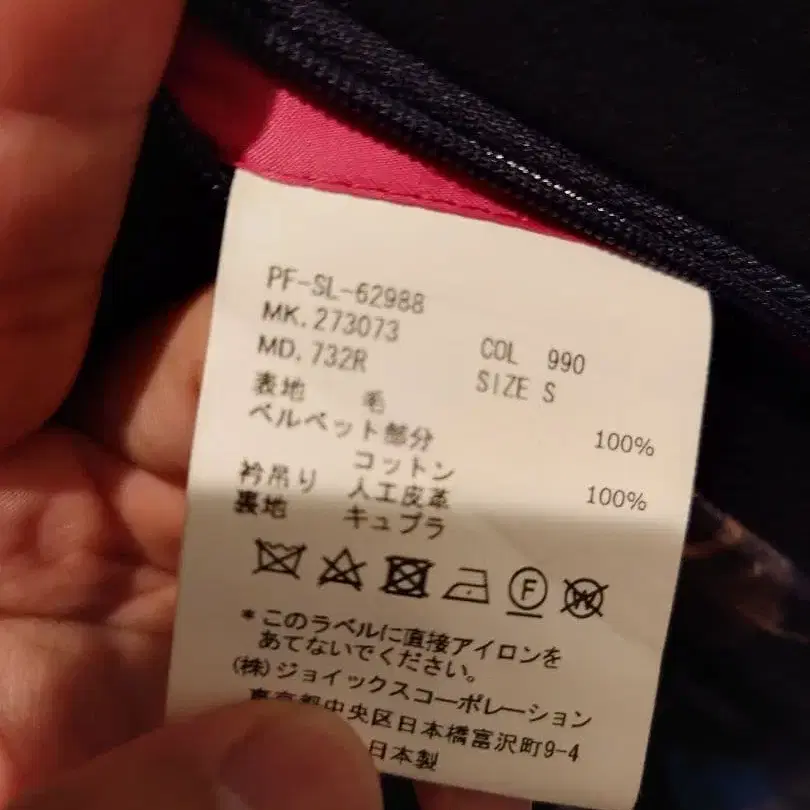 PF-SL-62988
MK.273073 COL 990
MD.732R SIZE S
表地 毛 100%
ベルベット部分
コットン 100%
衿吊り 人工皮革
裏地 キュプラ
F W
*このラベルに直接アイロンを
あてないでください。
(株)ジョイックスコーポレーション
東京都中央区日本橋富沢町9-4
日本製